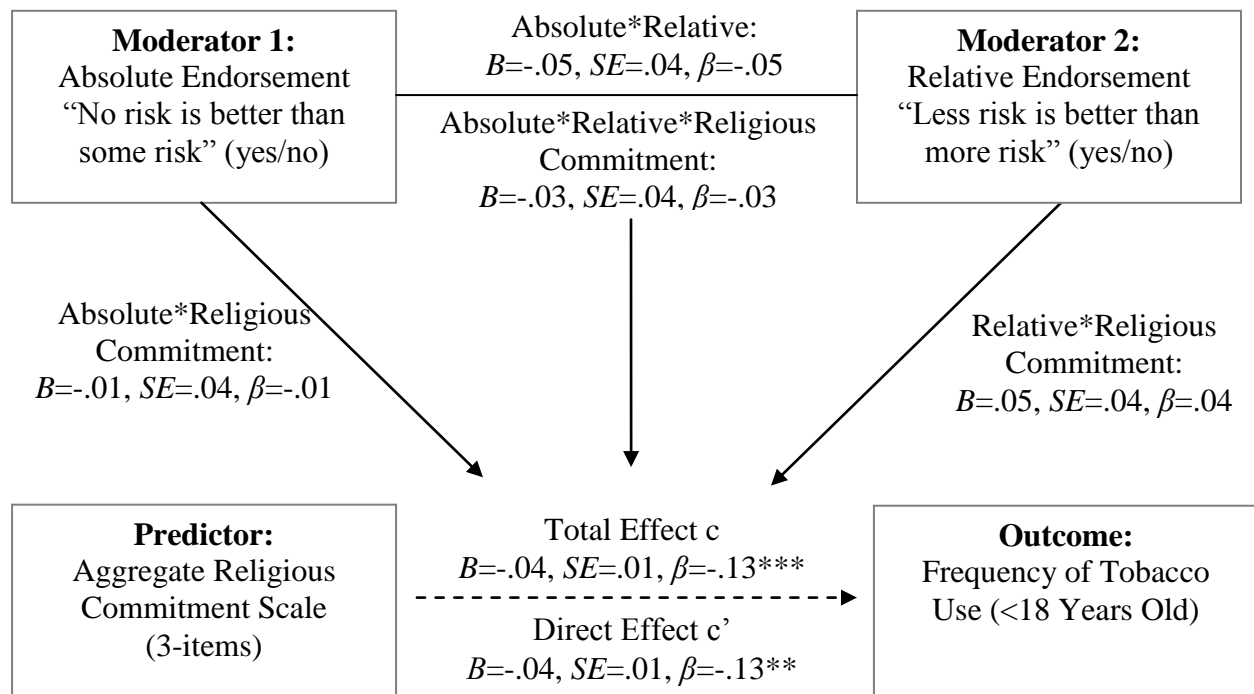 Moderator 1:
Absolute Endorsement
“No risk is better than
some risk” (yes/no)
Absolute*Relative:
B=-.05, SE=.04, β=-.05
Absolute*Relative*Religious
Commitment:
B=-.03, SE=.04, β=-.03
Moderator 2:
Relative Endorsement
“Less risk is better than
more risk” (yes/no)
Absolute*Religious
Commitment:
B=-.01, SE=.04, β=-.01
Relative*Religious
Commitment:
B=.05, SE=.04, β=.04
Predictor:
Aggregate Religious
Commitment Scale
(3-items)
Total Effect c
B=-.04, SE=.01, β=-.13***
Direct Effect c’
B=-.04, SE=.01, β=-.13**
Outcome:
Frequency of Tobacco
Use (<18 Years Old)